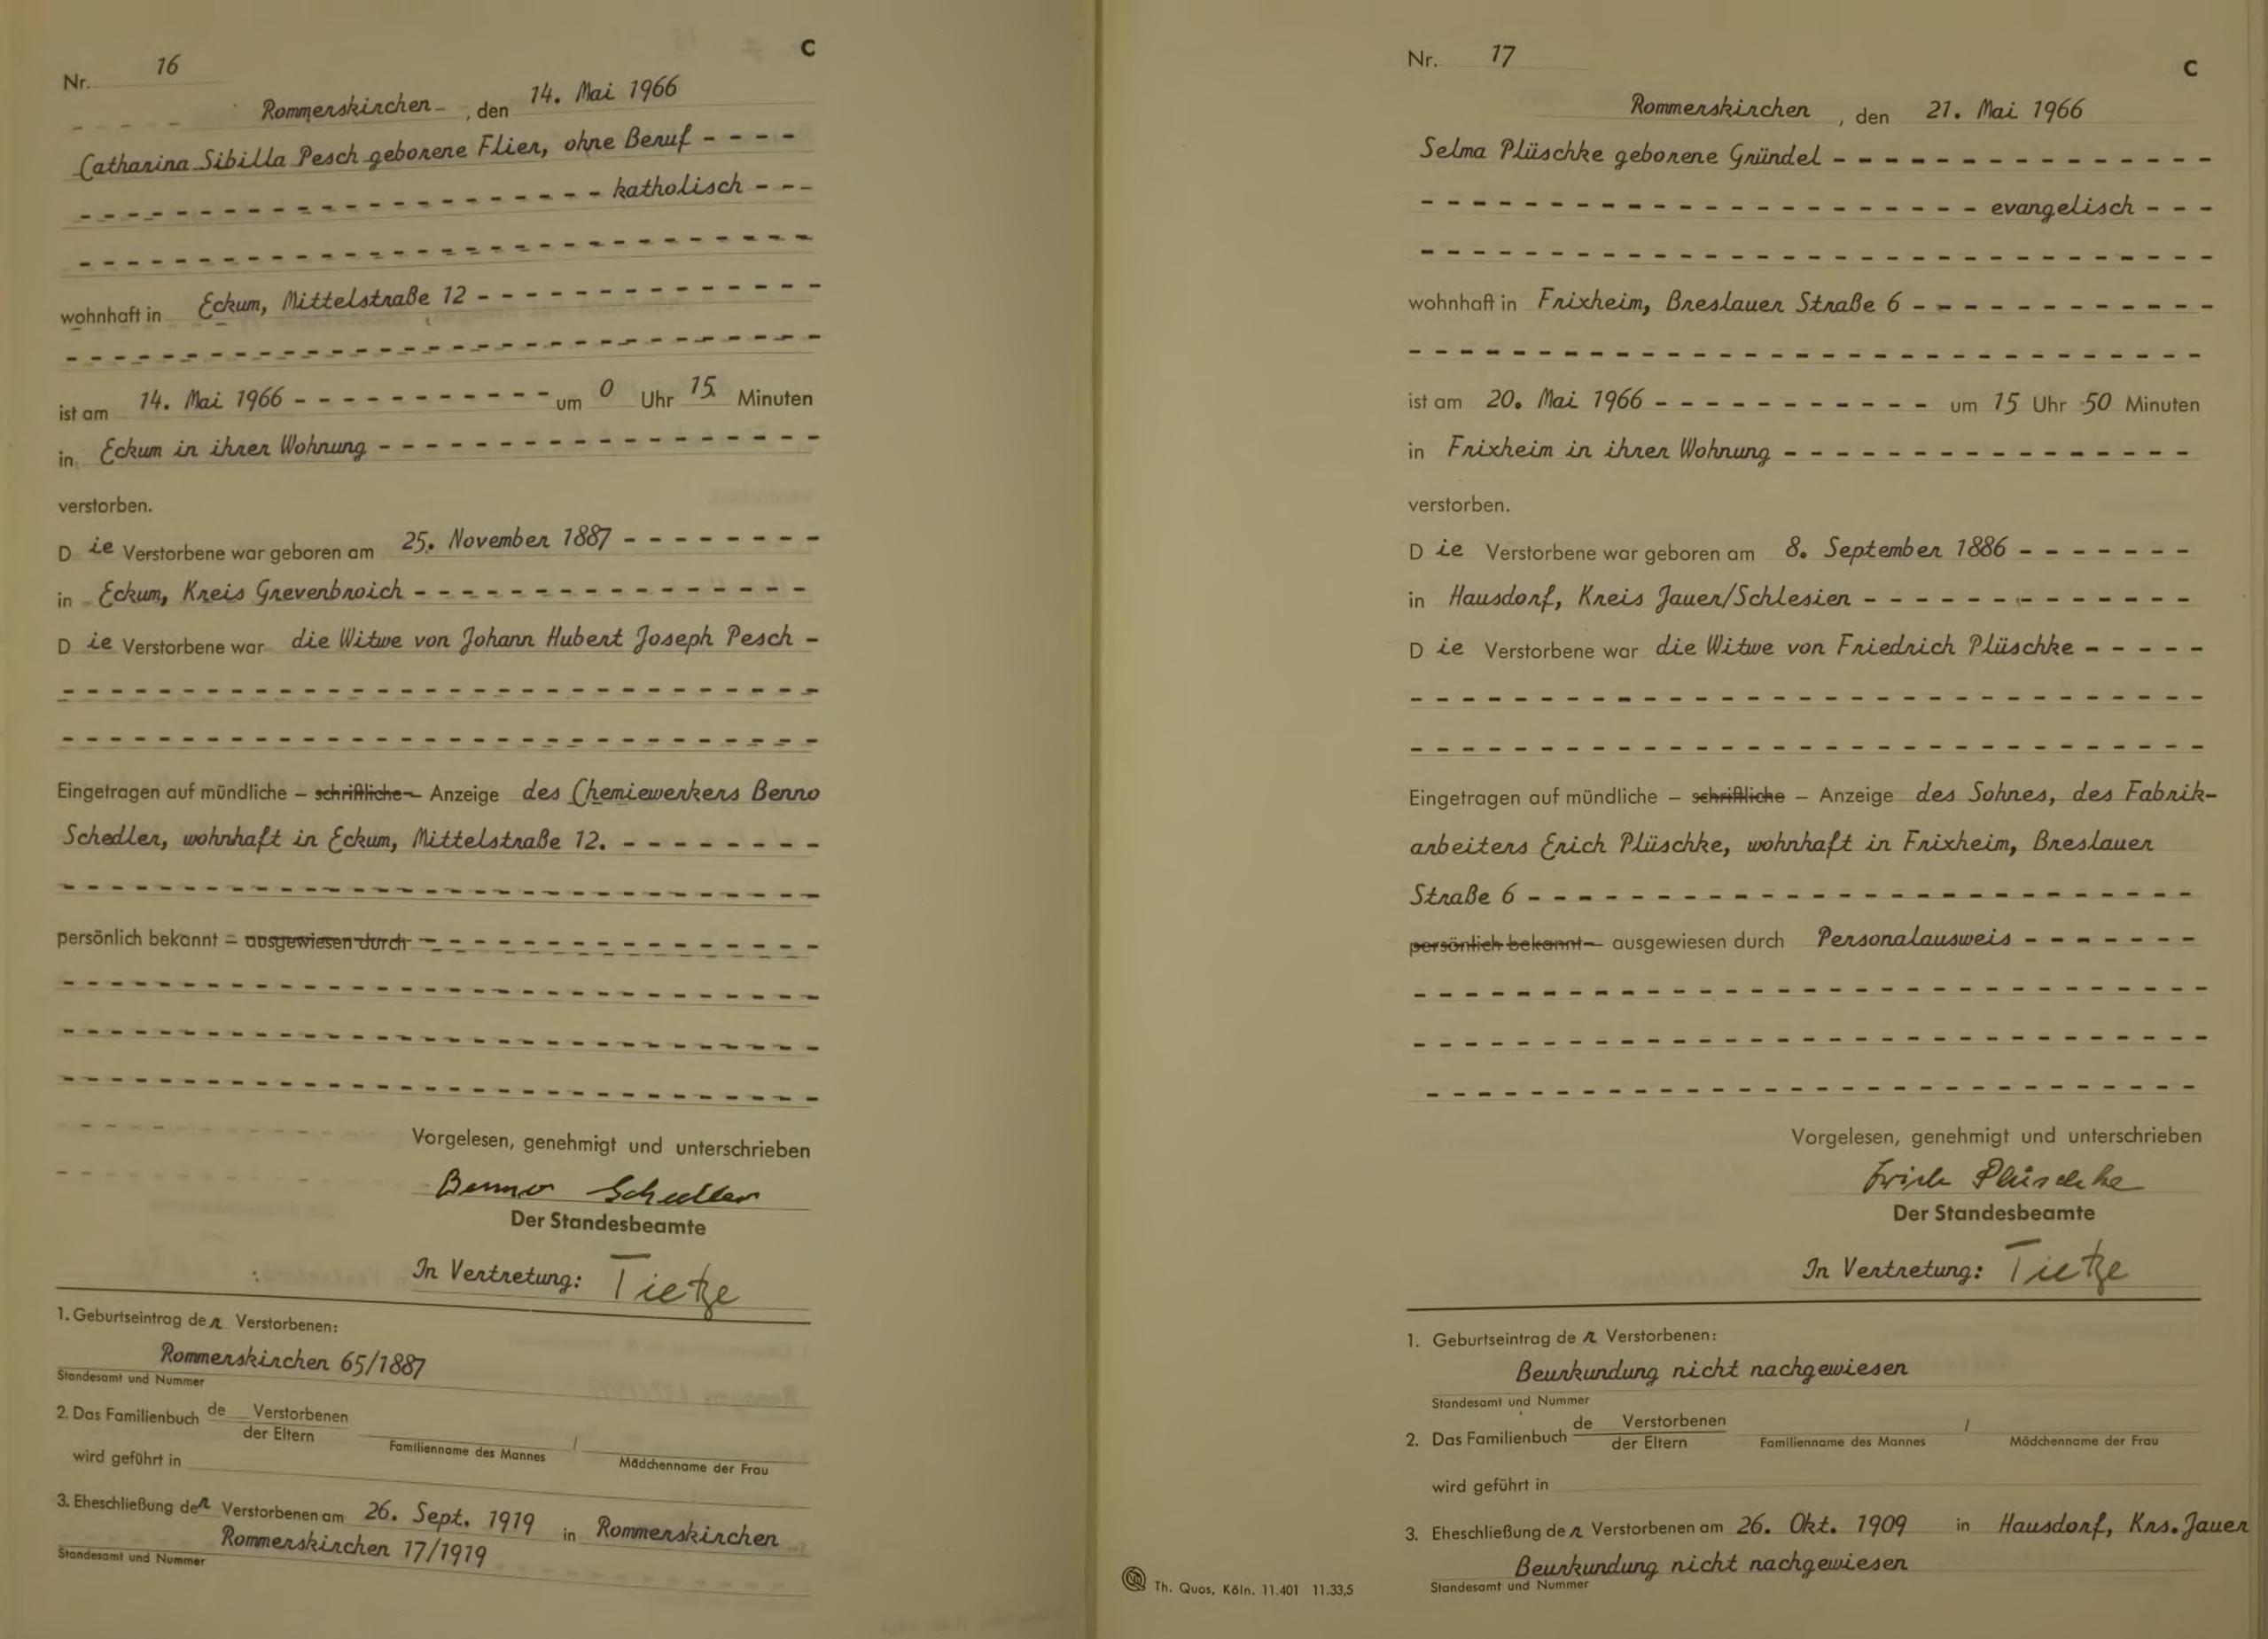 Nr. 16
C
Rommerskirchen, den 14. Mai 1966
Catharina Sibilla Pesch geborene Flier, ohne Beruf - - - -
- - - katholisch - - -
wohnhaft in Eckum, Mittelstraße 12 - - -
ist am 14. Mai 1966 - - - um 0 Uhr 15 Minuten
in Eckum in ihrer Wohnung - - -
verstorben.
Die Verstorbene war geboren am 25. November 1887 - - -
in Eckum, Kreis Grevenbroich - - -
Die Verstorbene war die Witwe von Johann Hubert Joseph Pesch -
Eingetragen auf mündliche – schriftliche – Anzeige des Chemiewerkers Benno
Schedler, wohnhaft in Eckum, Mittelstraße 12. - - -
persönlich bekannt – ausgewiesen durch - - -
Vorgelesen, genehmigt und unterschrieben
Benno Schedler
Der Standesbeamte
In Vertretung: Tietze
1. Geburtseintrag der Verstorbenen:
Rommerskirchen 65/1887
Standesamt und Nummer
2. Das Familienbuch de Verstorbenen
der Eltern
Familienname des Mannes / Mädchenname der Frau
wird geführt in
3. Eheschließung der Verstorbenen am 26. Sept. 1919 in Rommerskirchen
Rommerskirchen 17/1919
Standesamt und Nummer
Nr. 17
C
Rommerskirchen, den 21. Mai 1966
Selma Plüschke geborene Gründel - - -
- - - evangelisch - - -
wohnhaft in Frixheim, Breslauer Straße 6 - - -
ist am 20. Mai 1966 - - - um 15 Uhr 50 Minuten
in Frixheim in ihrer Wohnung - - -
verstorben.
Die Verstorbene war geboren am 8. September 1886 - - -
in Hausdorf, Kreis Jauer/Schlesien - - -
Die Verstorbene war die Witwe von Friedrich Plüschke - - -
Eingetragen auf mündliche – schriftliche – Anzeige des Sohnes, des Fabrik-
arbeiters Erich Plüschke, wohnhaft in Frixheim, Breslauer
Straße 6 - - -
persönlich bekannt – ausgewiesen durch Personalausweis - - -
Vorgelesen, genehmigt und unterschrieben
Erich Plüschke
Der Standesbeamte
In Vertretung: Tietze
1. Geburtseintrag der Verstorbenen:
Beurkundung nicht nachgewiesen
Standesamt und Nummer
2. Das Familienbuch de Verstorbenen
der Eltern
Familienname des Mannes / Mädchenname der Frau
wird geführt in
3. Eheschließung der Verstorbenen am 26. Okt. 1909 in Hausdorf, Krs. Jauer
Beurkundung nicht nachgewiesen
Standesamt und Nummer
Th. Quos, Köln. 11.401 11.33,5